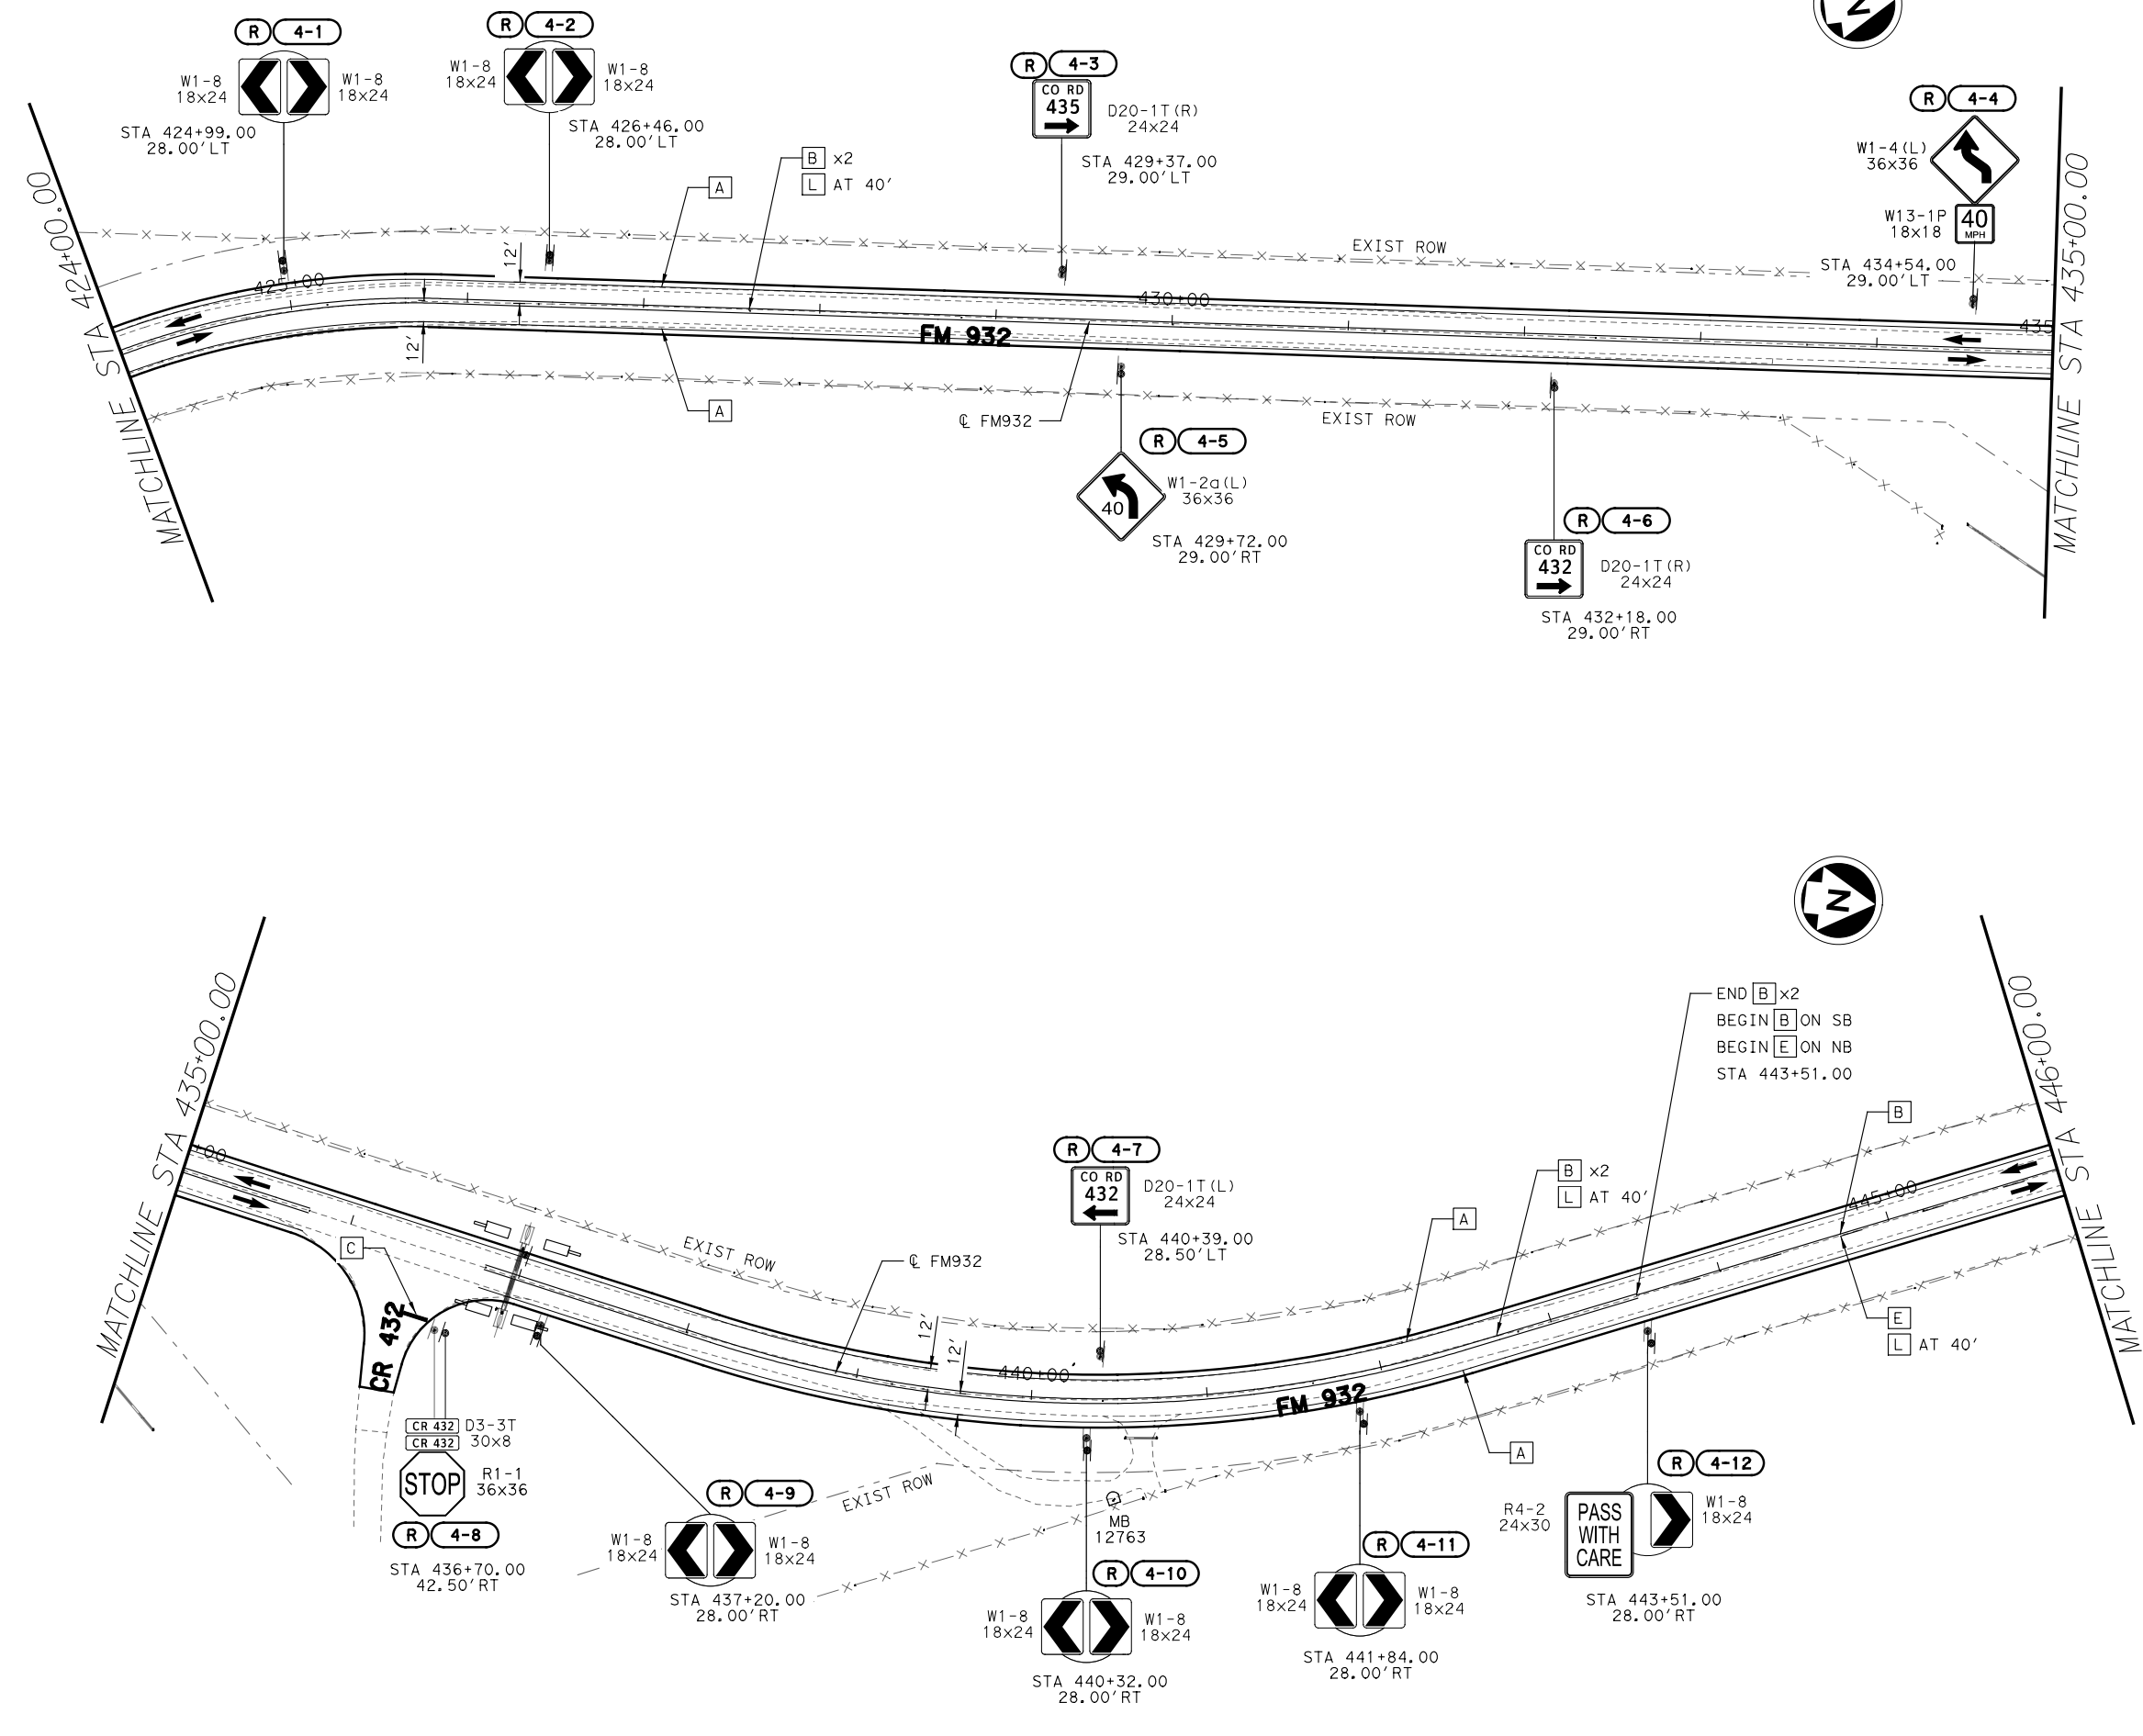 R 4-1
W1-8
18x24
W1-8
18x24
STA 424+99.00
28.00'LT
R 4-2
W1-8
18x24
W1-8
18x24
STA 426+46.00
28.00'LT
B x2
L AT 40'
A
R 4-3
CO RD
435
D20-1T(R)
24x24
STA 429+37.00
29.00'LT
N
R 4-4
W1-4(L)
36x36
W13-1P
18x18
40
MPH
STA 434+54.00
29.00'LT
EXIST ROW
MATCHLINE STA 424+00.00
425+00
12'
12'
430+00
FM 932
435
MATCHLINE STA 435+00.00
A
℄ FM932
EXIST ROW
R 4-5
40
W1-2a(L)
36x36
STA 429+72.00
29.00'RT
R 4-6
CO RD
432
D20-1T(R)
24x24
STA 432+18.00
29.00'RT
N
MATCHLINE STA 435+00.00
+00
END B x2
BEGIN B ON SB
BEGIN E ON NB
STA 443+51.00
B
R 4-7
CO RD
432
D20-1T(L)
24x24
STA 440+39.00
28.50'LT
B x2
L AT 40'
A
EXIST ROW
℄ FM932
C
CR 432
12'
12'
440+00
FM 932
445+00
E
L AT 40'
MATCHLINE STA 446+00.00
A
CR 432
CR 432
D3-3T
30x8
STOP
R1-1
36x36
R 4-8
STA 436+70.00
42.50'RT
R 4-9
W1-8
18x24
W1-8
18x24
STA 437+20.00
28.00'RT
EXIST ROW
MB
12763
R 4-10
W1-8
18x24
W1-8
18x24
STA 440+32.00
28.00'RT
R 4-11
W1-8
18x24
W1-8
18x24
STA 441+84.00
28.00'RT
R 4-12
R4-2
24x30
PASS
WITH
CARE
W1-8
18x24
STA 443+51.00
28.00'RT